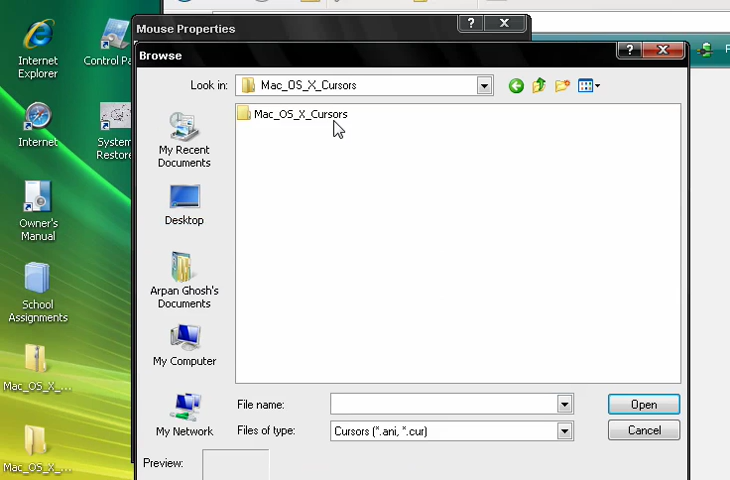 Mouse Properties
Browse
Look in:
Mac_OS_X_Cursors
Mac_OS_X_Cursors
My Recent
Documents
Desktop
Arpan Ghosh's
Documents
My Computer
My Network
File name:
Open
Files of type:
Cursors (*.ani, *.cur)
Cancel
Preview:
Internet
Explorer
Control Pa
Internet
System
Restore
Owner's
Manual
School
Assignments
Mac_OS_X_...
Mac_OS_X_...